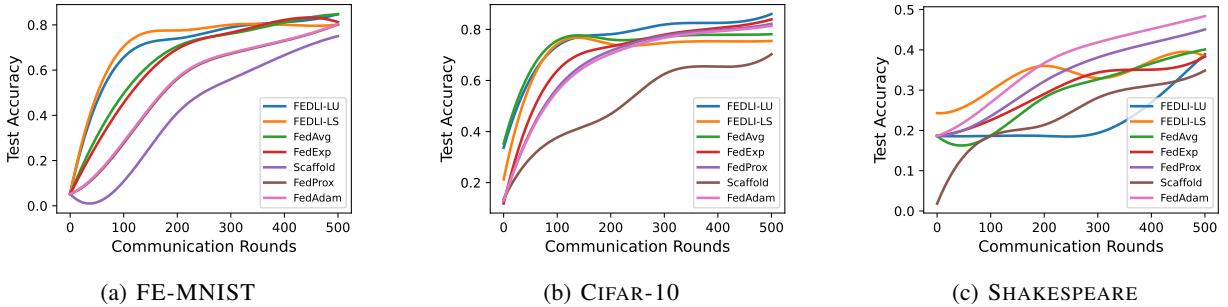 Test Accuracy
0.8
0.6
0.4
0.2
0.0
FEDLI-LU
FEDLI-LS
FedAvg
FedExp
Scaffold
FedProx
FedAdam
0 100 200 300 400 500
Communication Rounds
(a) FE-MNIST
Test Accuracy
0.8
0.6
0.4
0.2
FEDLI-LU
FEDLI-LS
FedAvg
FedExp
FedProx
Scaffold
FedAdam
0 100 200 300 400 500
Communication Rounds
(b) CIFAR-10
Test Accuracy
0.5
0.4
0.3
0.2
0.1
0.0
FEDLI-LU
FEDLI-LS
FedAvg
FedExp
FedProx
Scaffold
FedAdam
0 100 200 300 400 500
Communication Rounds
(c) SHAKESPEARE